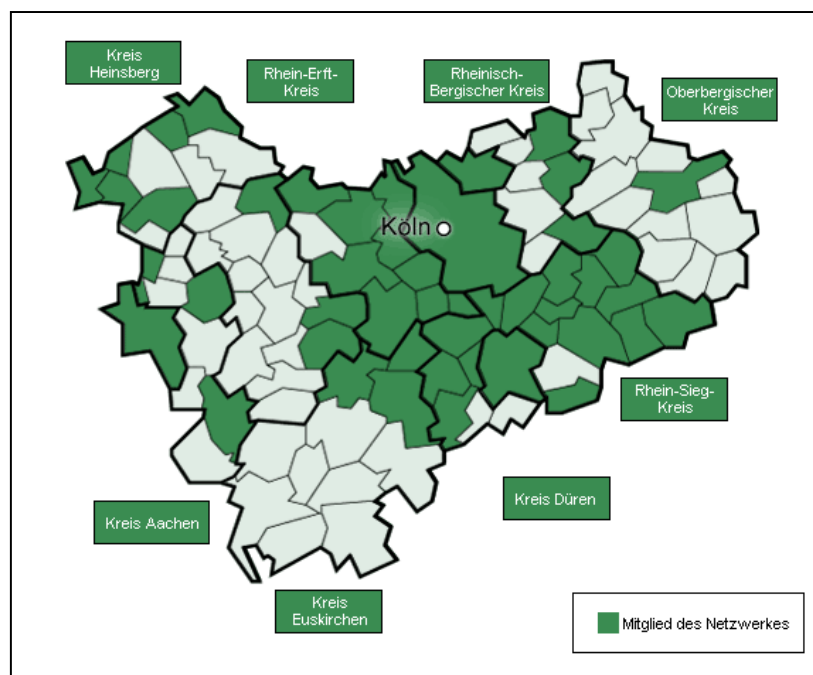 Kreis
Heinsberg
Rhein-Erft-
Kreis
Rheinisch-
Bergischer Kreis
Oberbergischer
Kreis
Köln
Rhein-Sieg-
Kreis
Kreis Düren
Kreis Aachen
Kreis
Euskirchen
Mitglied des Netzwerkes